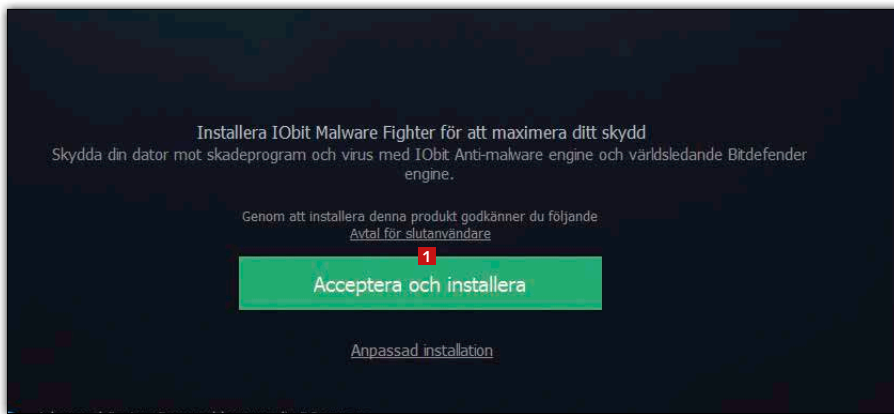 Installera IObit Malware Fighter för att maximera ditt skydd
Skydda din dator mot skadeprogram och virus med IObit Anti-malware engine och världsledande Bitdefender
engine.
Genom att installera denna produkt godkänner du följande
Avtal för slutanvändare
1
Acceptera och installera
Anpassad installation